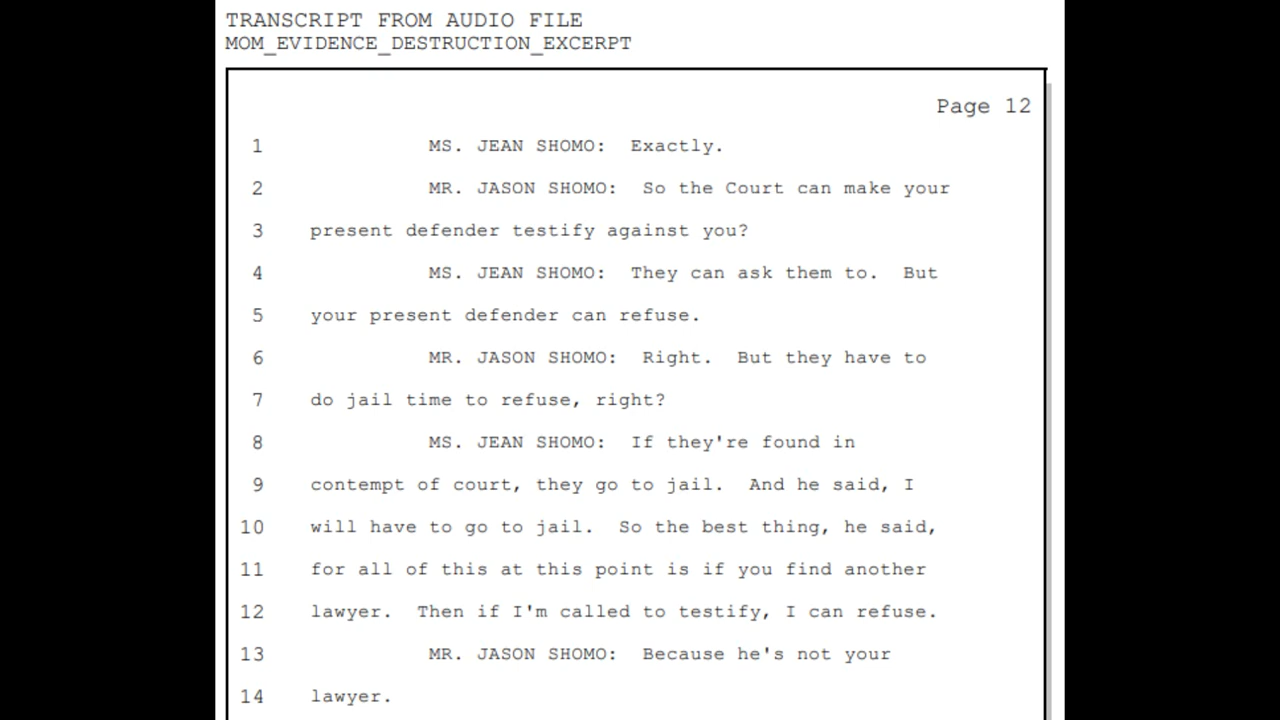 TRANSCRIPT FROM AUDIO FILE
MOM_EVIDENCE_DESTRUCTION_EXCERPT
Page 12
1 MS. JEAN SHOMO: Exactly.
2 MR. JASON SHOMO: So the Court can make your
3 present defender testify against you?
4 MS. JEAN SHOMO: They can ask them to. But
5 your present defender can refuse.
6 MR. JASON SHOMO: Right. But they have to
7 do jail time to refuse, right?
8 MS. JEAN SHOMO: If they're found in
9 contempt of court, they go to jail. And he said, I
10 will have to go to jail. So the best thing, he said,
11 for all of this at this point is if you find another
12 lawyer. Then if I'm called to testify, I can refuse.
13 MR. JASON SHOMO: Because he's not your
14 lawyer.